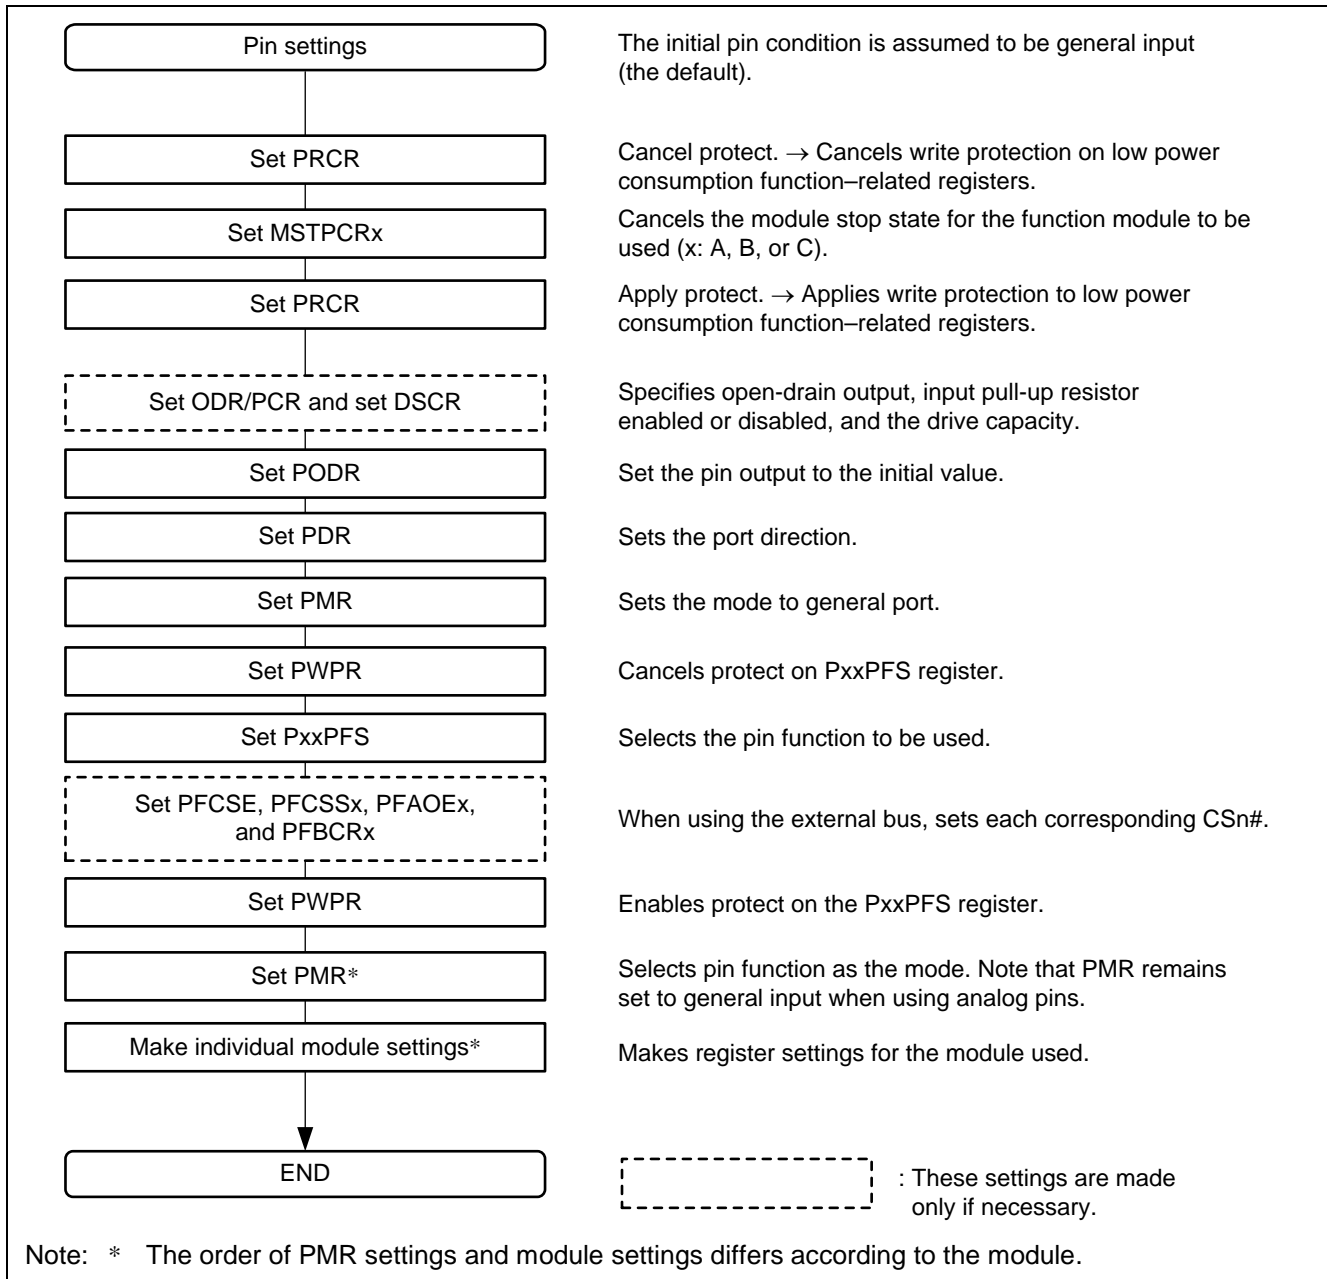 Pin settings
The initial pin condition is assumed to be general input
(the default).
Set PRCR
Cancel protect. → Cancels write protection on low power
consumption function–related registers.
Set MSTPCRx
Cancels the module stop state for the function module to be
used (x: A, B, or C).
Set PRCR
Apply protect. → Applies write protection to low power
consumption function–related registers.
Set ODR/PCR and set DSCR
Specifies open-drain output, input pull-up resistor
enabled or disabled, and the drive capacity.
Set PODR
Set the pin output to the initial value.
Set PDR
Sets the port direction.
Set PMR
Sets the mode to general port.
Set PWPR
Cancels protect on PxxPFS register.
Set PxxPFS
Selects the pin function to be used.
Set PFCSE, PFCSSx, PFAOEx,
and PFBCRx
When using the external bus, sets each corresponding CSn#.
Set PWPR
Enables protect on the PxxPFS register.
Set PMR*
Selects pin function as the mode. Note that PMR remains
set to general input when using analog pins.
Make individual module settings*
Makes register settings for the module used.
END
: These settings are made
only if necessary.
Note: * The order of PMR settings and module settings differs according to the module.